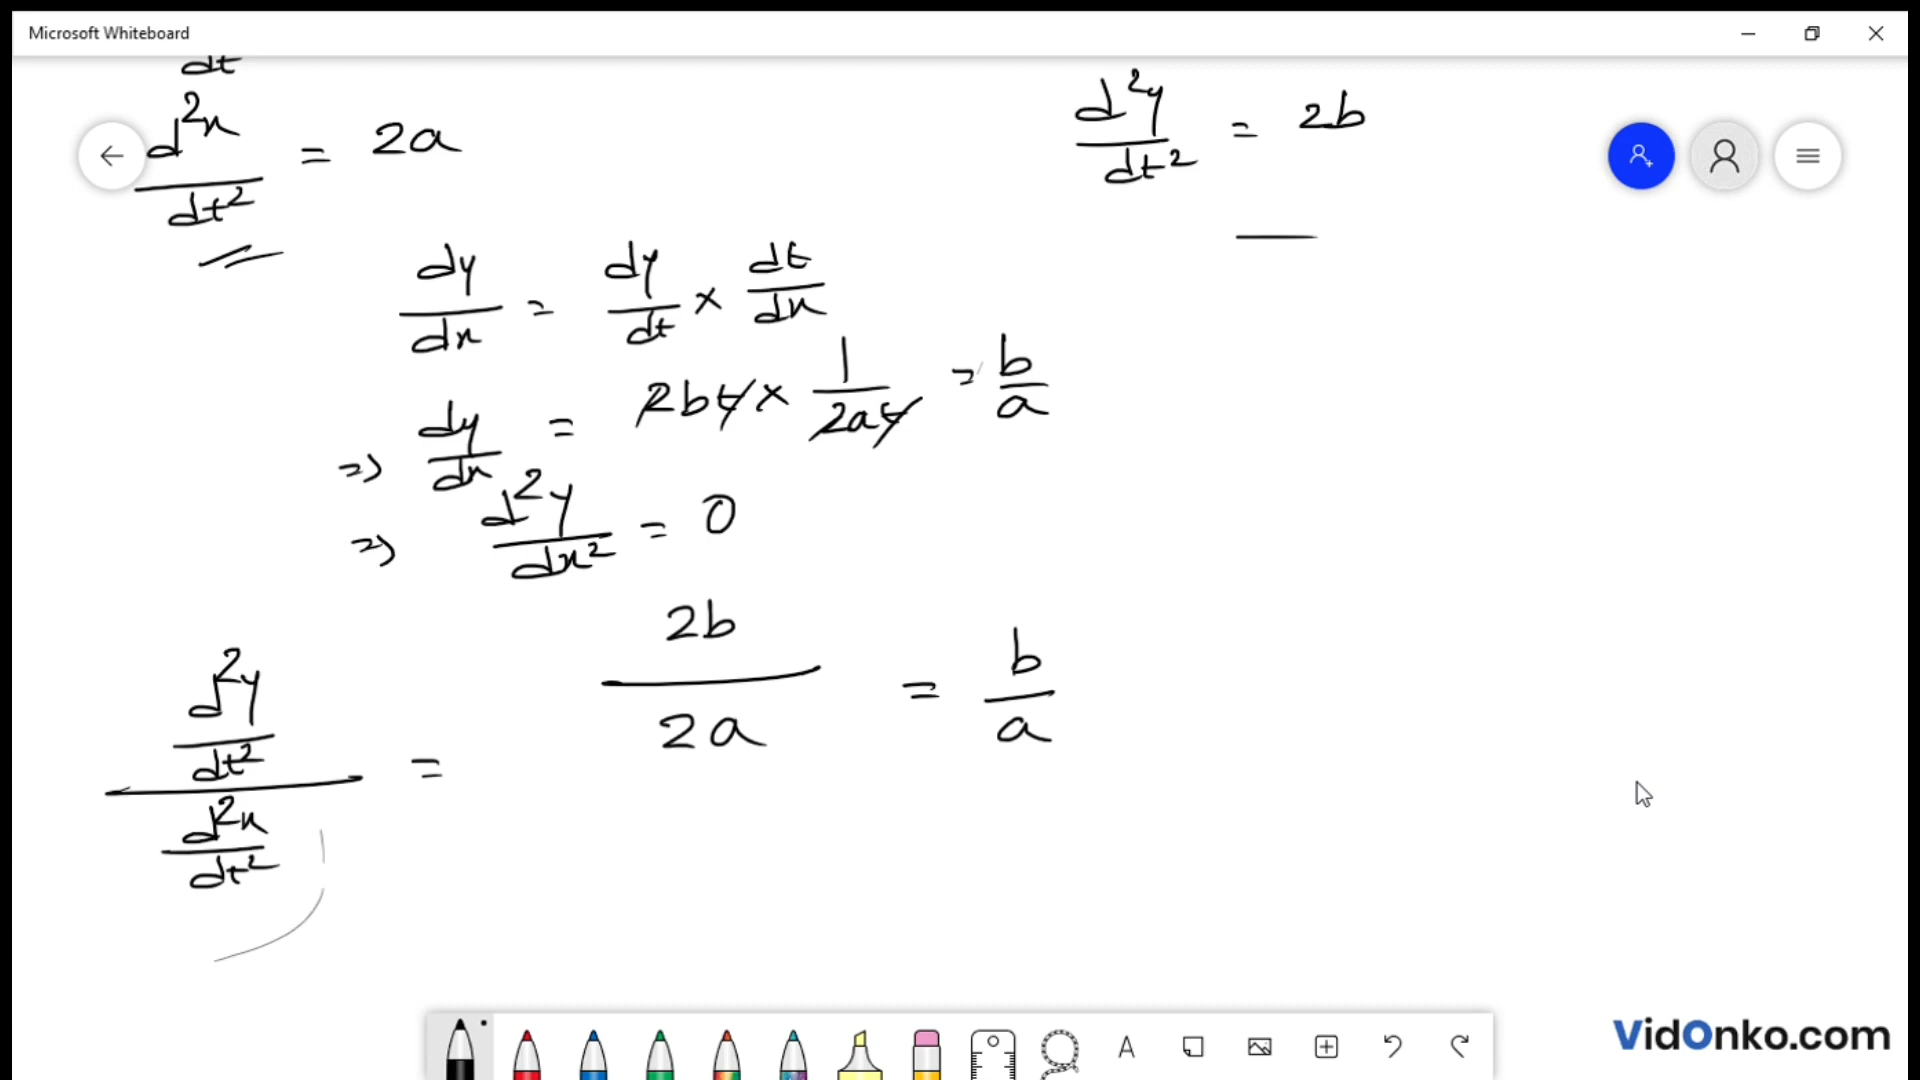 Microsoft Whiteboard
dt
d²x/dt² = 2a
d²y/dt² = 2b
dy/dx = dy/dt × dt/dx
=> dy/dx = 2bt × 1/2at = b/a
=> d²y/dx² = 0
d²y/dt² / d²x/dt² = 2b/2a = b/a
A
VidOnko.com